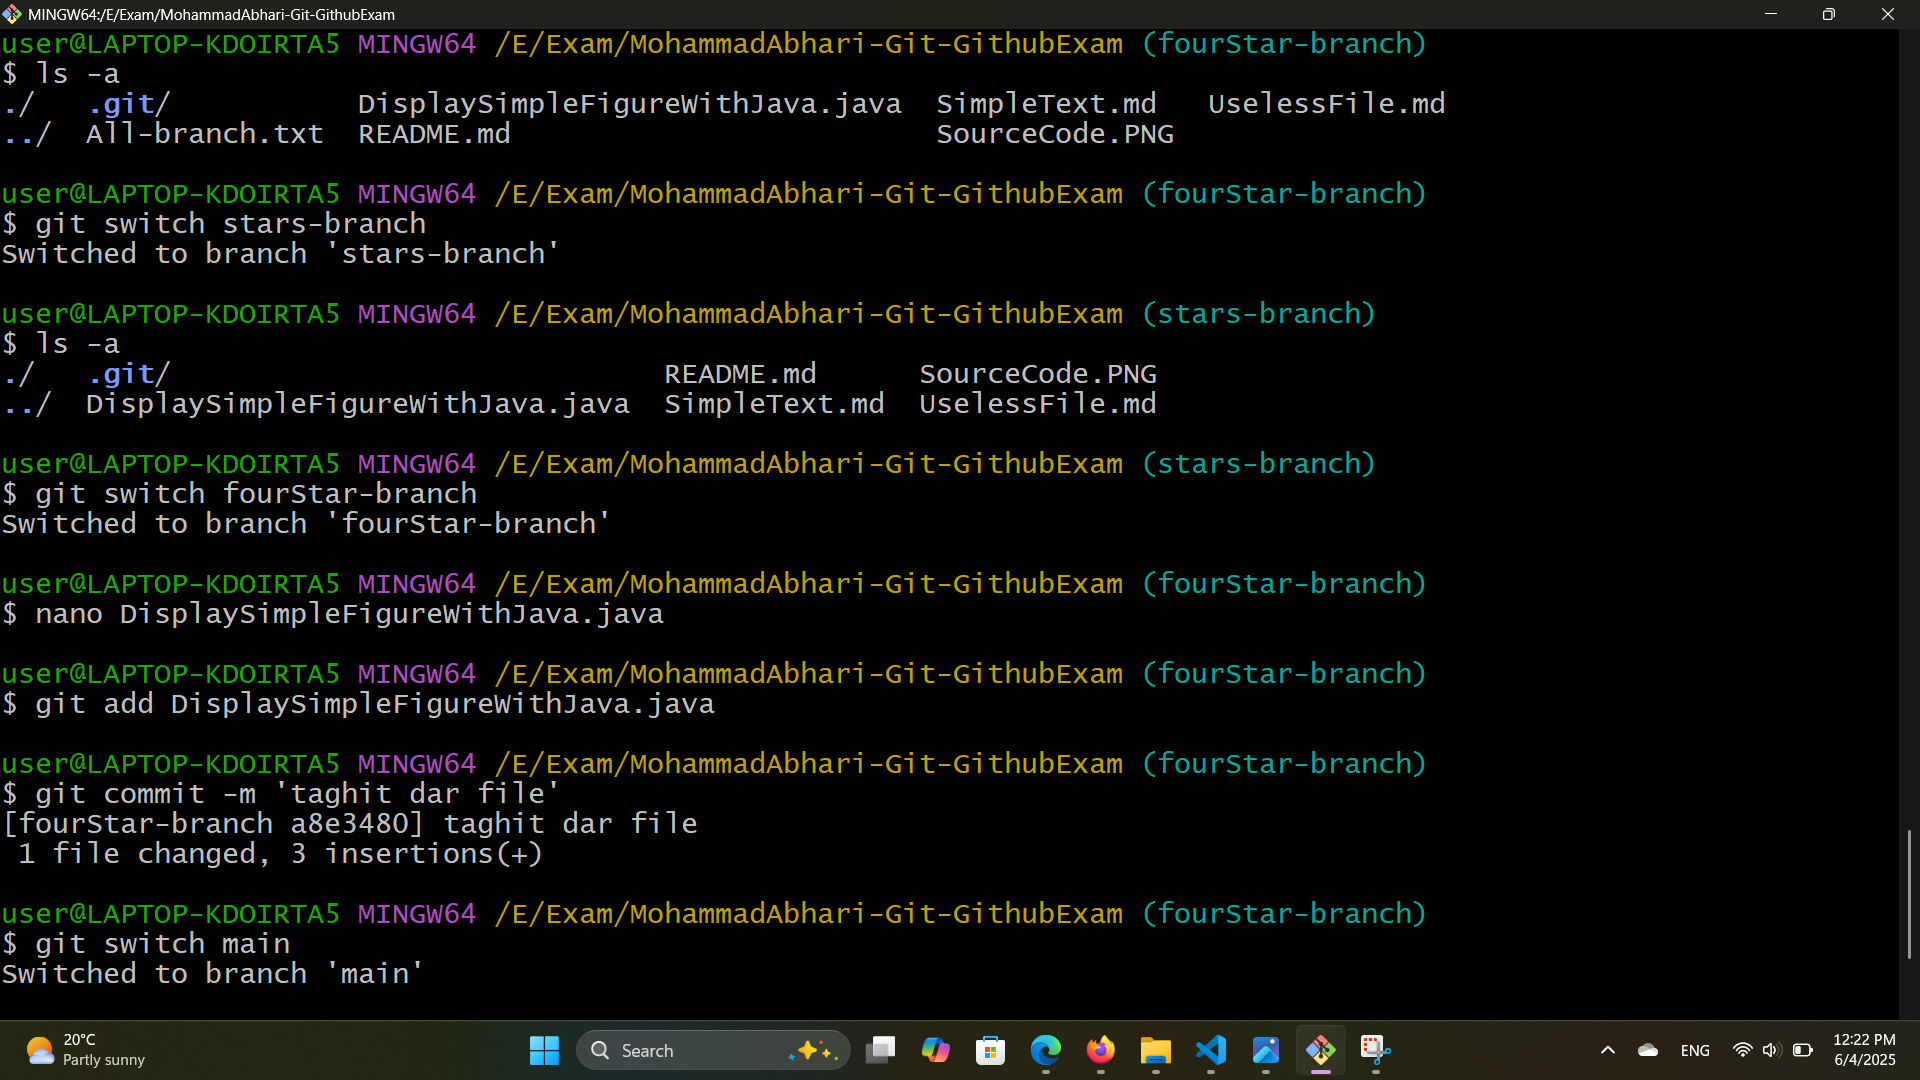 MINGW64:/E/Exam/MohammadAbhari-Git-GithubExam
user@LAPTOP-KDOIRTA5 MINGW64 /E/Exam/MohammadAbhari-Git-GithubExam (fourStar-branch)
$ ls -a
./ .git/ DisplaySimpleFigureWithJava.java SimpleText.md UselessFile.md
../ All-branch.txt README.md SourceCode.PNG
user@LAPTOP-KDOIRTA5 MINGW64 /E/Exam/MohammadAbhari-Git-GithubExam (fourStar-branch)
$ git switch stars-branch
Switched to branch 'stars-branch'
user@LAPTOP-KDOIRTA5 MINGW64 /E/Exam/MohammadAbhari-Git-GithubExam (stars-branch)
$ ls -a
./ .git/ README.md SourceCode.PNG
../ DisplaySimpleFigureWithJava.java SimpleText.md UselessFile.md
user@LAPTOP-KDOIRTA5 MINGW64 /E/Exam/MohammadAbhari-Git-GithubExam (stars-branch)
$ git switch fourStar-branch
Switched to branch 'fourStar-branch'
user@LAPTOP-KDOIRTA5 MINGW64 /E/Exam/MohammadAbhari-Git-GithubExam (fourStar-branch)
$ nano DisplaySimpleFigureWithJava.java
user@LAPTOP-KDOIRTA5 MINGW64 /E/Exam/MohammadAbhari-Git-GithubExam (fourStar-branch)
$ git add DisplaySimpleFigureWithJava.java
user@LAPTOP-KDOIRTA5 MINGW64 /E/Exam/MohammadAbhari-Git-GithubExam (fourStar-branch)
$ git commit -m 'taghit dar file'
[fourStar-branch a8e3480] taghit dar file
1 file changed, 3 insertions(+)
user@LAPTOP-KDOIRTA5 MINGW64 /E/Exam/MohammadAbhari-Git-GithubExam (fourStar-branch)
$ git switch main
Switched to branch 'main'
20°C
Partly sunny
Search
ENG
12:22 PM
6/4/2025